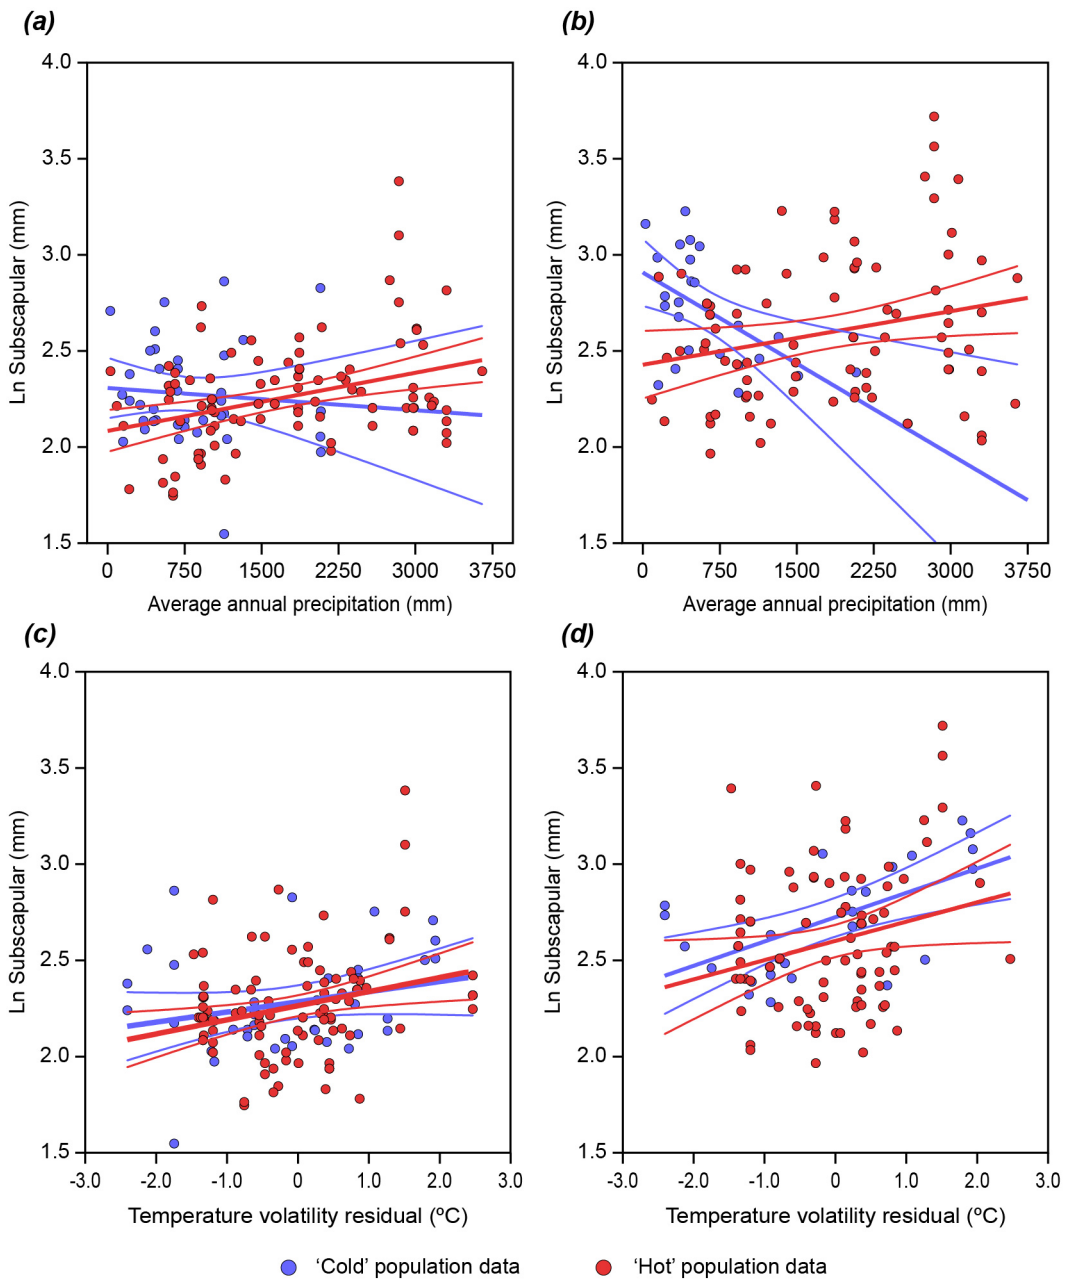 (a)
(b)
4.0
3.5
3.0
2.5
2.0
1.5
Ln Subscapular (mm)
0 750 1500 2250 3000 3750
Average annual precipitation (mm)
4.0
3.5
3.0
2.5
2.0
1.5
Ln Subscapular (mm)
0 750 1500 2250 3000 3750
Average annual precipitation (mm)
(c)
(d)
4.0
3.5
3.0
2.5
2.0
1.5
Ln Subscapular (mm)
-3.0 -2.0 -1.0 0 1.0 2.0 3.0
Temperature volatility residual (ºC)
4.0
3.5
3.0
2.5
2.0
1.5
Ln Subscapular (mm)
-3.0 -2.0 -1.0 0 1.0 2.0 3.0
Temperature volatility residual (ºC)
‘Cold’ population data
‘Hot’ population data